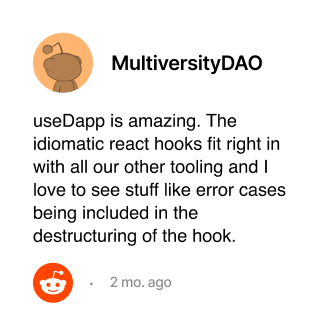 MultiversityDAO
useDapp is amazing. The
idiomatic react hooks fit right in
with all our other tooling and I
love to see stuff like error cases
being included in the
destructuring of the hook.
· 2 mo. ago